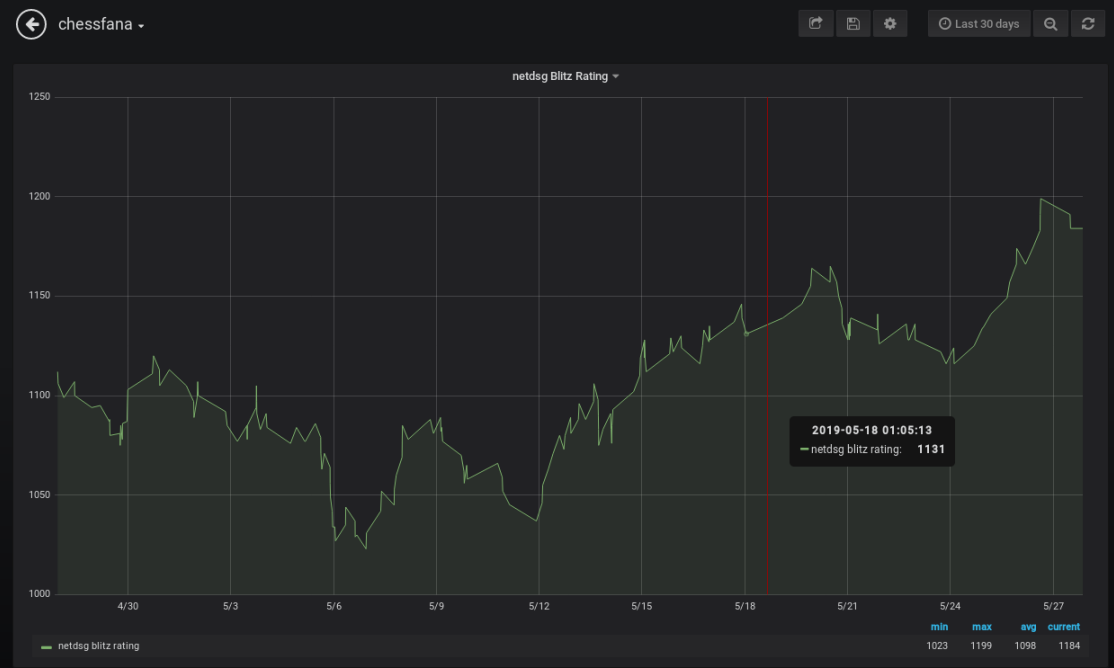 chessfana
Last 30 days
netdsg Blitz Rating
1250
1200
1150
1100
1050
1000
4/30 5/3 5/6 5/9 5/12 5/15 5/18 5/21 5/24 5/27
2019-05-18 01:05:13
netdsg blitz rating: 1131
min max avg current
netdsg blitz rating 1023 1199 1098 1184